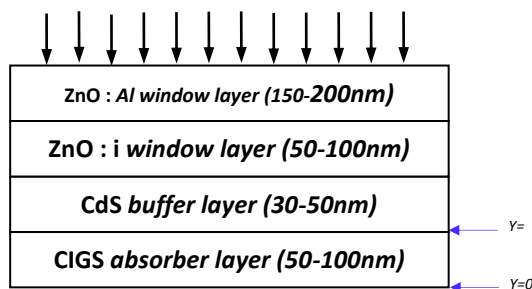 ZnO : Al window layer (150-200nm)
ZnO : i window layer (50-100nm)
CdS buffer layer (30-50nm)
Y=
CIGS absorber layer (50-100nm)
Y=0